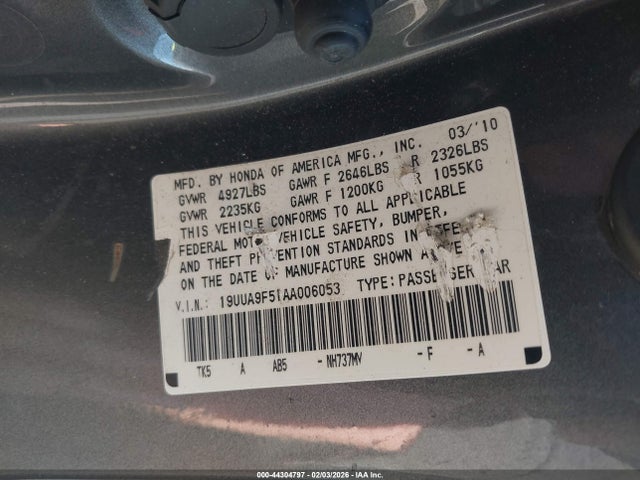 03/'10
MFD. BY HONDA OF AMERICA MFG., INC.
GVWR 4927LBS GAWR F 2646LBS R 2326LBS
GVWR 2235KG GAWR F 1200KG R 1055KG
THIS VEHICLE CONFORMS TO ALL APPLICABLE
FEDERAL MOTOR VEHICLE SAFETY, BUMPER,
AND THEFT PREVENTION STANDARDS IN EFFECT
ON THE DATE OF MANUFACTURE SHOWN ABOVE
V.I.N.: 19UUA9F51AA006053 TYPE: PASSENGER CAR
TK5 A AB5 -NH737MV -F -A
000-44304797 - 02/03/2026 - IAA Inc.